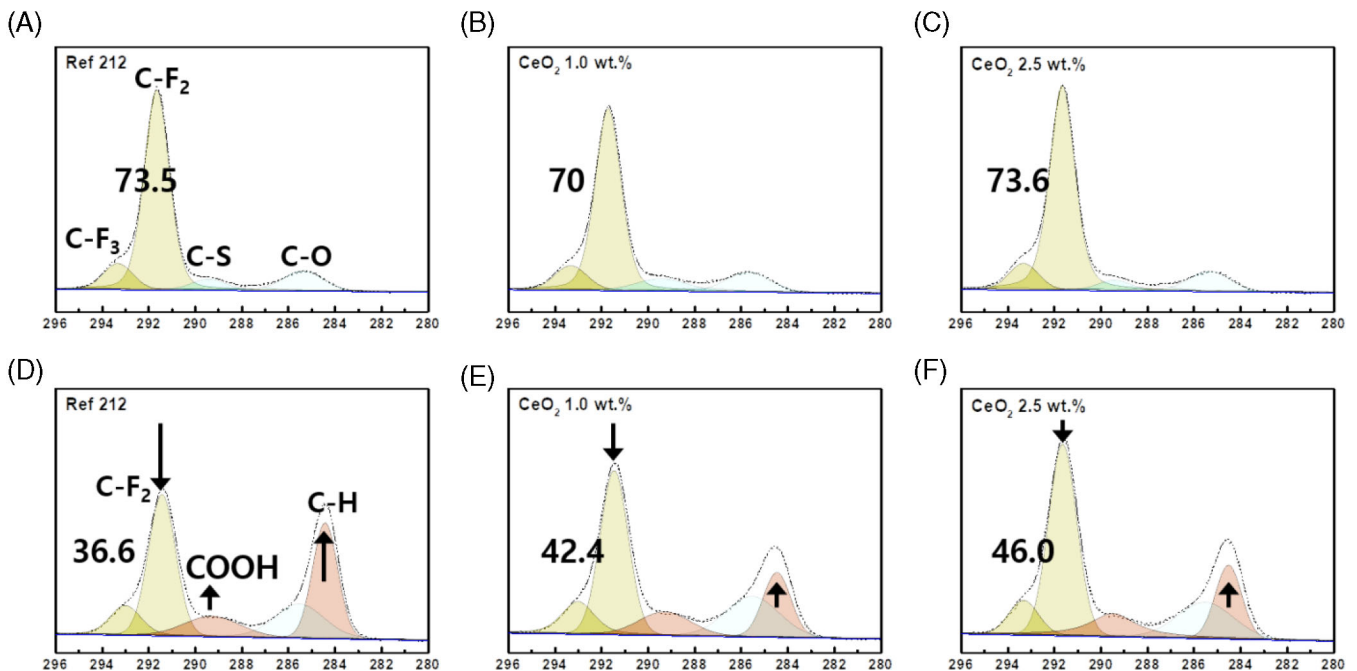 (A)
(B)
(C)
Ref 212
C-F₂
73.5
C-F₃
C-S
C-O
296 294 292 290 288 286 284 282 280
CeO₂ 1.0 wt.%
70
296 294 292 290 288 286 284 282 280
CeO₂ 2.5 wt.%
73.6
296 294 292 290 288 286 284 282 280
(D)
(E)
(F)
Ref 212
C-F₂
C-H
36.6
COOH
296 294 292 290 288 286 284 282 280
CeO₂ 1.0 wt.%
42.4
296 294 292 290 288 286 284 282 280
CeO₂ 2.5 wt.%
46.0
296 294 292 290 288 286 284 282 280